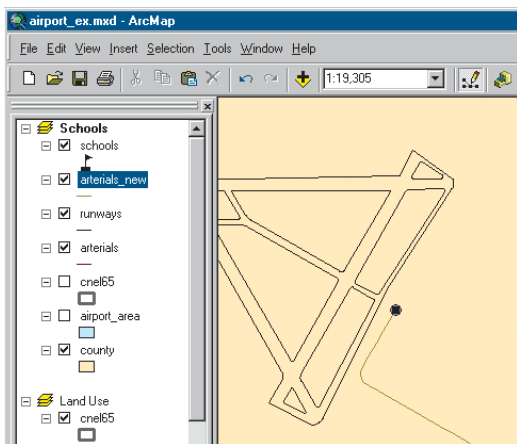 airport_ex.mxd - ArcMap
File Edit View Insert Selection Tools Window Help
1:19,305
Schools
schools
arterials_new
runways
arterials
cnel65
airport_area
county
Land Use
cnel65